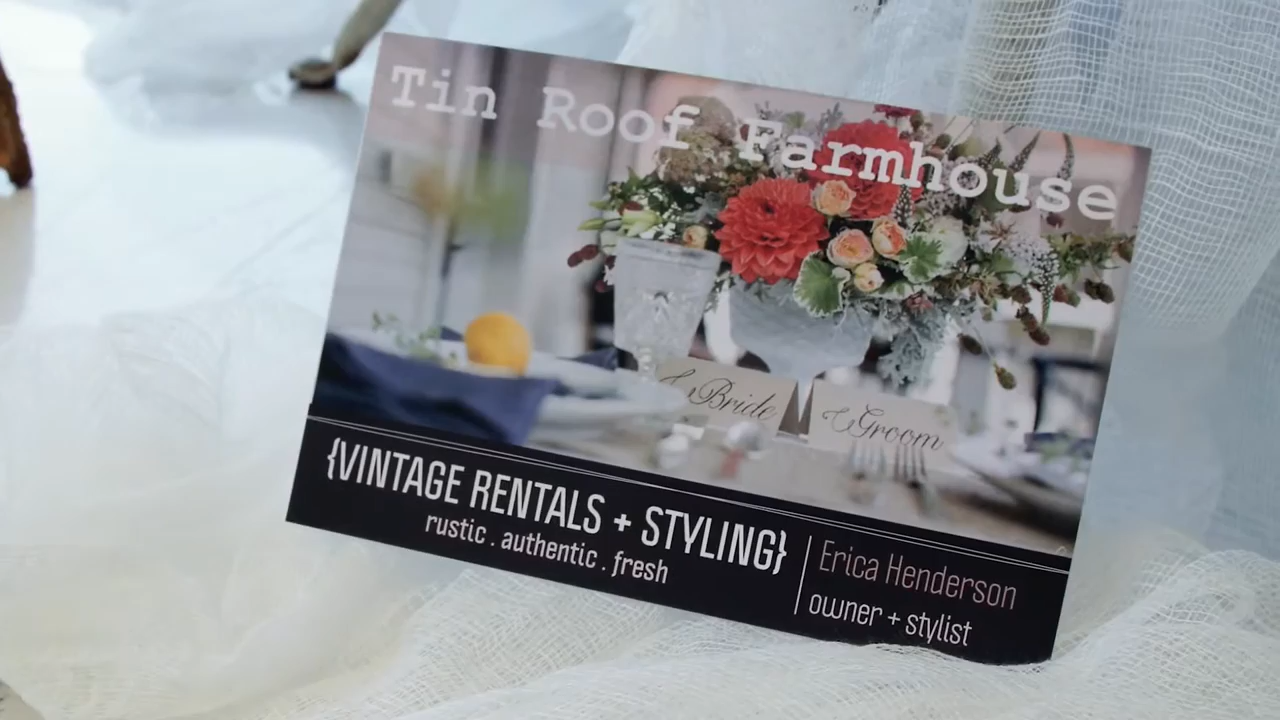 Tin Roof Farmhouse
Bride
Groom
{VINTAGE RENTALS + STYLING}
rustic . authentic . fresh
Erica Henderson
owner + stylist